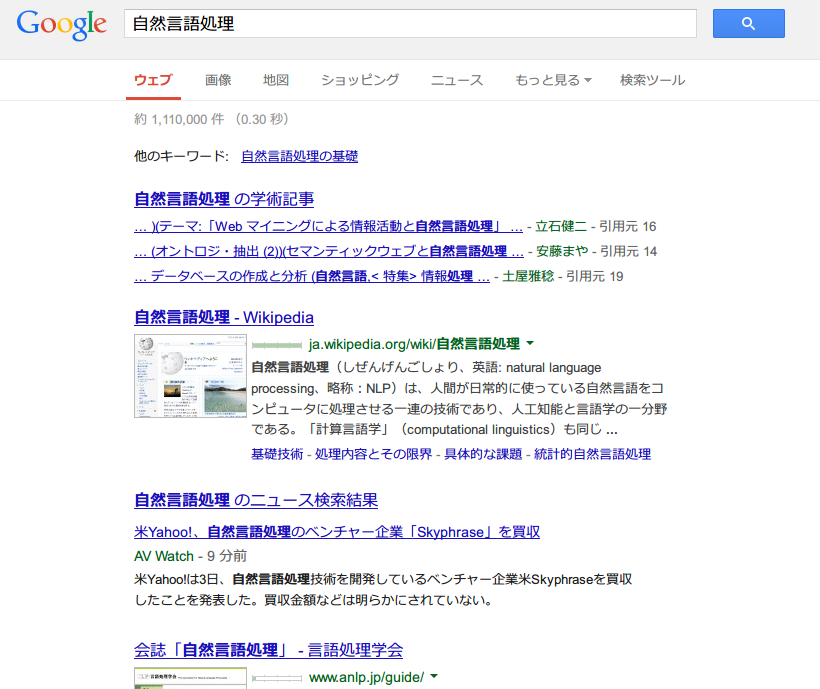 Google
自然言語処理
ウェブ 画像 地図 ショッピング ニュース もっと見る 検索ツール
約 1,110,000 件 (0.30 秒)
他のキーワード: 自然言語処理の基礎
自然言語処理 の学術記事
... )(テーマ:「Web マイニングによる情報活動と自然言語処理」 ... - 立石健二 - 引用元 16
... (オントロジ・抽出 (2))(セマンティックウェブと自然言語処理 ... - 安藤まや - 引用元 14
... データベースの作成と分析 (自然言語,< 特集> 情報処理 ... - 土屋雅稔 - 引用元 19
自然言語処理 - Wikipedia
ja.wikipedia.org/wiki/自然言語処理
自然言語処理(しぜんげんごしょり、英語: natural language
processing、略称:NLP)は、人間が日常的に使っている自然言語をコ
ンピュータに処理させる一連の技術であり、人工知能と言語学の一分野
である。「計算言語学」(computational linguistics)も同じ ...
基礎技術 - 処理内容とその限界 - 具体的な課題 - 統計的自然言語処理
自然言語処理 のニュース検索結果
米Yahoo!、自然言語処理のベンチャー企業「Skyphrase」を買収
AV Watch - 9 分前
米Yahoo!は3日、自然言語処理技術を開発しているベンチャー企業米Skyphraseを買収
したことを発表した。買収金額などは明らかにされていない。
会誌「自然言語処理」 - 言語処理学会
言語処理学会
www.anlp.jp/guide/